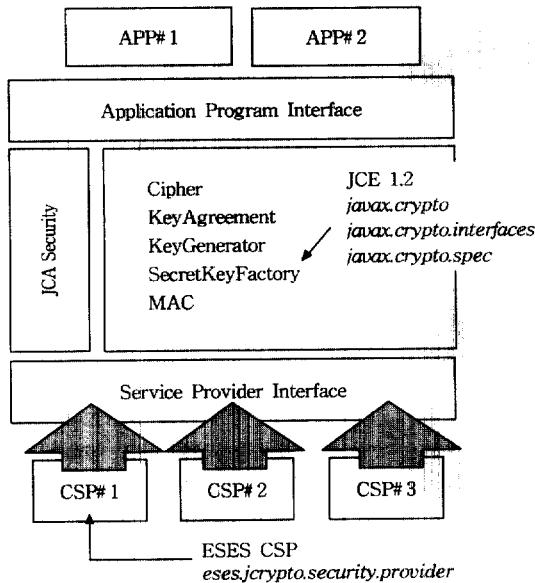 APP# 1
APP# 2
Application Program Interface
JCA Security
Cipher
KeyAgreement
KeyGenerator
SecretKeyFactory
MAC
JCE 1.2
javax.crypto
javax.crypto.interfaces
javax.crypto.spec
Service Provider Interface
CSP# 1
CSP# 2
CSP# 3
ESES CSP
eses.jcrypto.security.provider